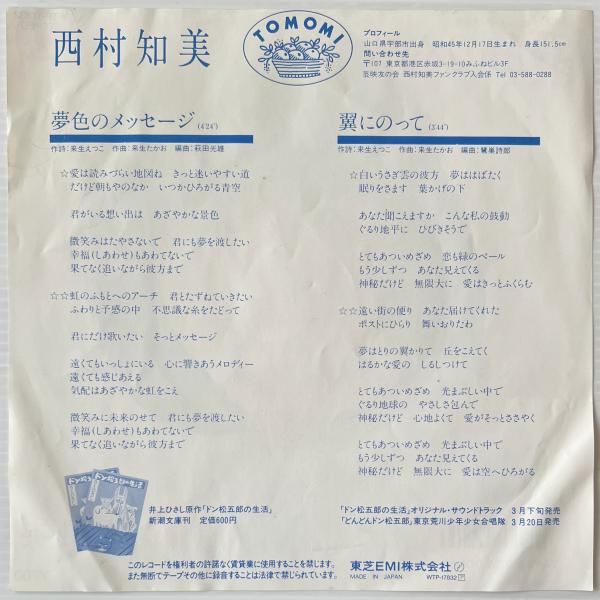 西村知美
TOMOMI
プロフィール
山口県宇部市出身 昭和45年12月17日生まれ 身長151.5cm
問い合わせ先
〒107 東京都港区赤坂3-19-10みふねビル3F
芸映友の会 西村知美ファンクラブ入会係 Tel 03-588-0288
夢色のメッセージ (4'24")
作詩：来生えつこ 作曲：来生たかお 編曲：萩田光雄
☆愛は読みづらい地図ね きっと迷いやすい道
だけど朝もやのなか いつかひろがる青空
君がいる想い出は あざやかな景色
微笑みはたやさないで 君にも夢を渡したい
幸福(しあわせ)もあわてないで
果てなく追いながら彼方まで
☆☆虹のふもとへのアーチ 君とたずねていきたい
ふわりと予感の中 不思議な糸をたどって
君にだけ歌いたい そっとメッセージ
遠くてもいっしょにいる 心に響きあうメロディー
遠くても感じあえる
気配はあざやかな虹をこえ
微笑みに未来のせて 君にも夢を渡したい
幸福(しあわせ)もあわてないで
果てなく追いながら彼方まで
翼にのって (3'44")
作詩：来生えつこ 作曲：来生たかお 編曲：鷺巣詩郎
☆白いうさぎ雲の彼方 夢ははばたく
眠りをさます 葉かげの下
あなた聞こえますか こんな私の鼓動
ぐるり地平に ひびきそうで
とてもあついめざめ 恋も緑のベール
もう少しずつ あなた見えてくる
神秘だけど 無限大に 愛はきっとふくらむ
☆☆遠い街の便り あなた届けてくれた
ポストにひらり 舞いおりたわ
夢はとりの翼かりて 丘をこえてく
はるかな愛の しるしつけて
とてもあついめざめ 光まぶしい中で
ぐるり地球の やさしさ包んで
神秘だけど 心地よくて 愛がそっとささやく
とてもあついめざめ 光まぶしい中で
もう少しずつ あなた見えてくる
神秘だけど 無限大に 愛は空へひろがる
ドン松五郎の生活
井上ひさし原作「ドン松五郎の生活」
新潮文庫刊 定価600円
「ドン松五郎の生活」オリジナル・サウンドトラック 3月下旬発売
「どんどんドン松五郎」東京荒川少年少女合唱隊 3月20日発売
このレコードを権利者の許諾なく賃貸業に使用することを禁じます。
また無断でテープその他に録音することは法律で禁じられています。
東芝EMI株式会社
MADE IN JAPAN WTP-17832 Ⓟ